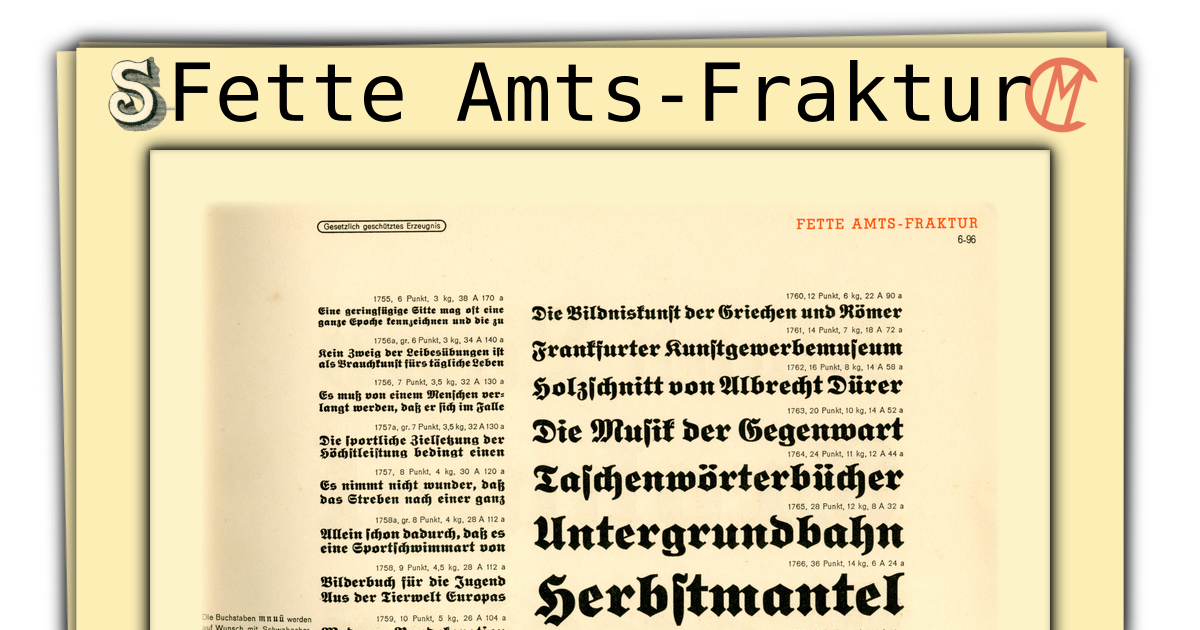 Fette Amts-Fraktur
Gesetzlich geschütztes Erzeugnis
FETTE AMTS-FRAKTUR
6-96
1755, 6 Punkt, 3 kg, 38 A 170 a
Eine geringfügige Sitte mag oft eine
ganze Epoche kennzeichnen und die zu
1756a, gr. 6 Punkt, 3 kg, 34 A 140 a
Kein Zweig der Leibesübungen ist
als Brauchkunst fürs tägliche Leben
1756, 7 Punkt, 3,5 kg, 32 A 130 a
Es muß von einem Menschen ver-
langt werden, daß er sich im Falle
1757a, gr. 7 Punkt, 3,5 kg, 32 A 130 a
Die sportliche Zielsetzung der
Höchstleistung bedingt einen
1757, 8 Punkt, 4 kg, 30 A 120 a
Es nimmt nicht wunder, daß
das Streben nach einer ganz
1758a, gr. 8 Punkt, 4 kg, 28 A 112 a
Allein schon dadurch, daß es
eine Sportschwimmart von
1758, 9 Punkt, 4,5 kg, 28 A 112 a
Bilderbuch für die Jugend
Aus der Tierwelt Europas
1759, 10 Punkt, 5 kg, 26 A 104 a
Die Buchstaben mnuü werden
auf Wunsch mit Schwabacher
1760, 12 Punkt, 6 kg, 22 A 90 a
Die Bildniskunst der Griechen und Römer
1761, 14 Punkt, 7 kg, 18 A 72 a
Frankfurter Kunstgewerbemuseum
1762, 16 Punkt, 8 kg, 14 A 58 a
Holzschnitt von Albrecht Dürer
1763, 20 Punkt, 10 kg, 14 A 52 a
Die Musik der Gegenwart
1764, 24 Punkt, 11 kg, 12 A 44 a
Taschenwörterbücher
1765, 28 Punkt, 12 kg, 8 A 32 a
Untergrundbahn
1766, 36 Punkt, 14 kg, 6 A 24 a
Herbstmantel